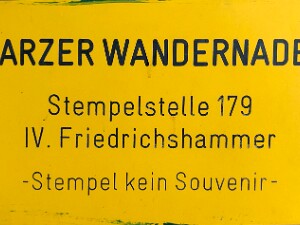 ARZER WANDERNADE
Stempelstelle 179
IV. Friedrichshammer
-Stempel kein Souvenir-